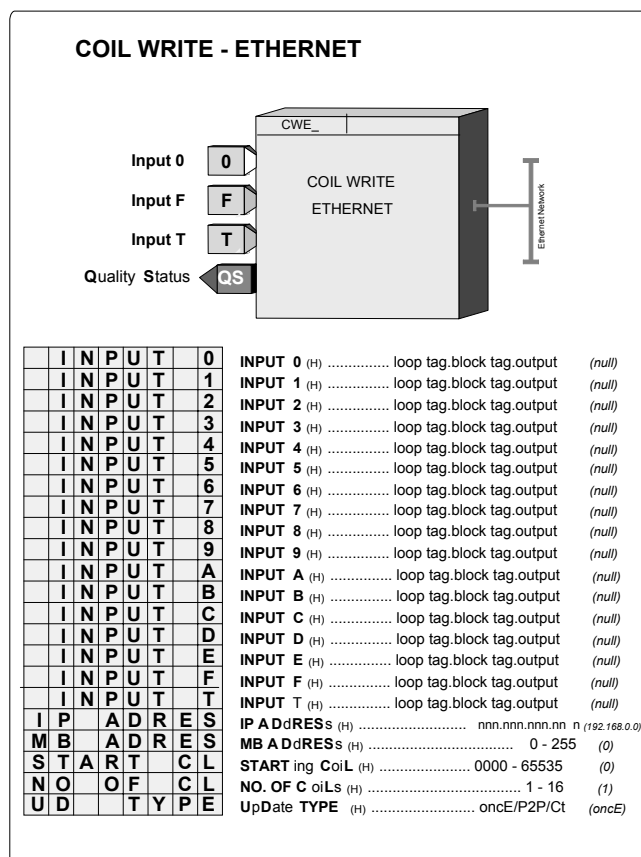 COIL WRITE - ETHERNET
CWE_
Input 0 0
COIL WRITE
ETHERNET
Input F F
Input T T
Quality Status QS
Ethernet Network
INPUT 0 INPUT 0 (H) ............... loop tag.block tag.output (null)
INPUT 1 INPUT 1 (H) ............... loop tag.block tag.output (null)
INPUT 2 INPUT 2 (H) ............... loop tag.block tag.output (null)
INPUT 3 INPUT 3 (H) ............... loop tag.block tag.output (null)
INPUT 4 INPUT 4 (H) ............... loop tag.block tag.output (null)
INPUT 5 INPUT 5 (H) ............... loop tag.block tag.output (null)
INPUT 6 INPUT 6 (H) ............... loop tag.block tag.output (null)
INPUT 7 INPUT 7 (H) ............... loop tag.block tag.output (null)
INPUT 8 INPUT 8 (H) ............... loop tag.block tag.output (null)
INPUT 9 INPUT 9 (H) ............... loop tag.block tag.output (null)
INPUT A INPUT A (H) ............... loop tag.block tag.output (null)
INPUT B INPUT B (H) ............... loop tag.block tag.output (null)
INPUT C INPUT C (H) ............... loop tag.block tag.output (null)
INPUT D INPUT D (H) ............... loop tag.block tag.output (null)
INPUT E INPUT E (H) ............... loop tag.block tag.output (null)
INPUT F INPUT F (H) ............... loop tag.block tag.output (null)
INPUT T INPUT T (H) ............... loop tag.block tag.output (null)
IP ADRES IP A DdRESs (H) ....................... nnn.nnn.nnn.nn n (192.168.0.0)
MB ADRES MB A DdRESs (H) ....................................... 0 - 255 (0)
START CL START ing CoiL (H) ........................ 0000 - 65535 (0)
NO OF CL NO. OF C oiLs (H) ........................................ 1 - 16 (1)
UD TYPE UpDate TYPE (H) ............................. oncE/P2P/Ct (oncE)